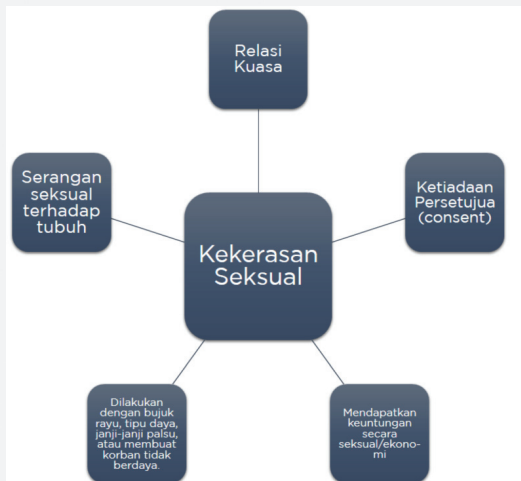 Relasi
Kuasa
Serangan
seksual
terhadap
tubuh
Ketiadaan
Persetujua
(consent)
Kekerasan
Seksual
Dilakukan
dengan bujuk
rayu, tipu daya,
janji-janji palsu,
atau membuat
korban tidak
berdaya.
Mendapatkan
keuntungan
secara
seksual/ekono-
mi